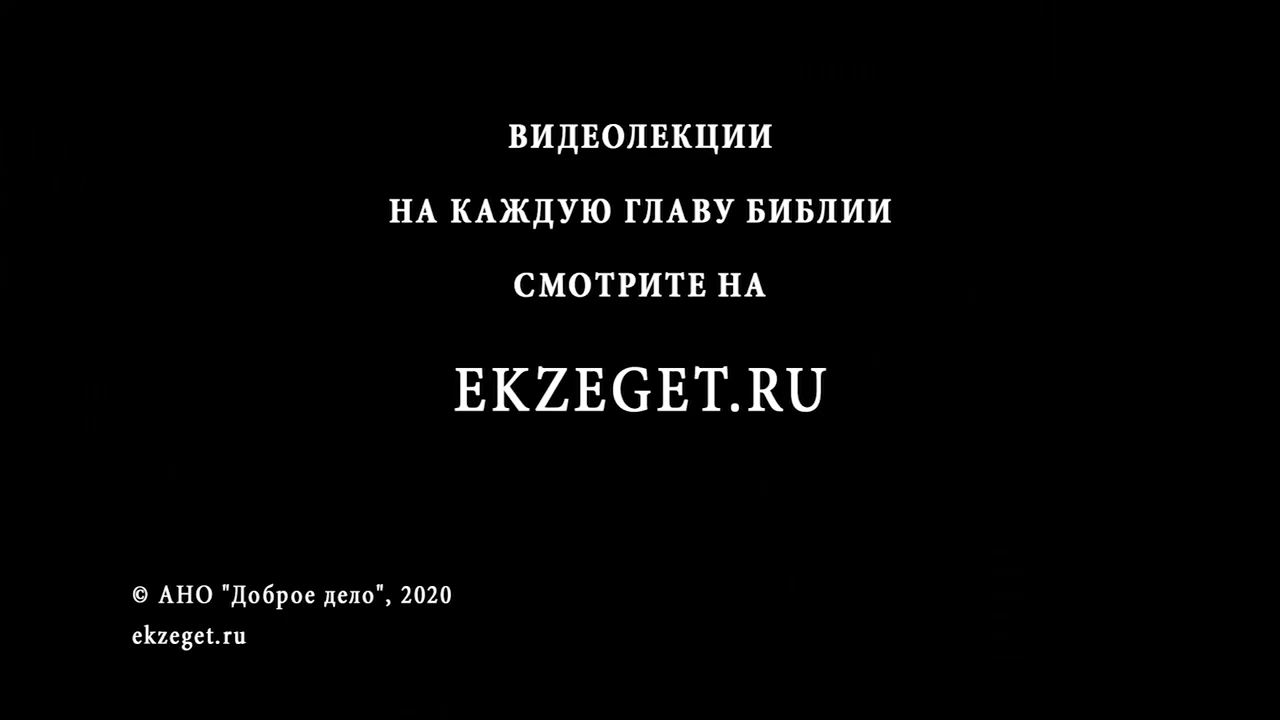 ВИДЕОЛЕКЦИИ
НА КАЖДУЮ ГЛАВУ БИБЛИИ
СМОТРИТЕ НА
EKZEGET.RU
© АНО "Доброе дело", 2020
ekzeget.ru